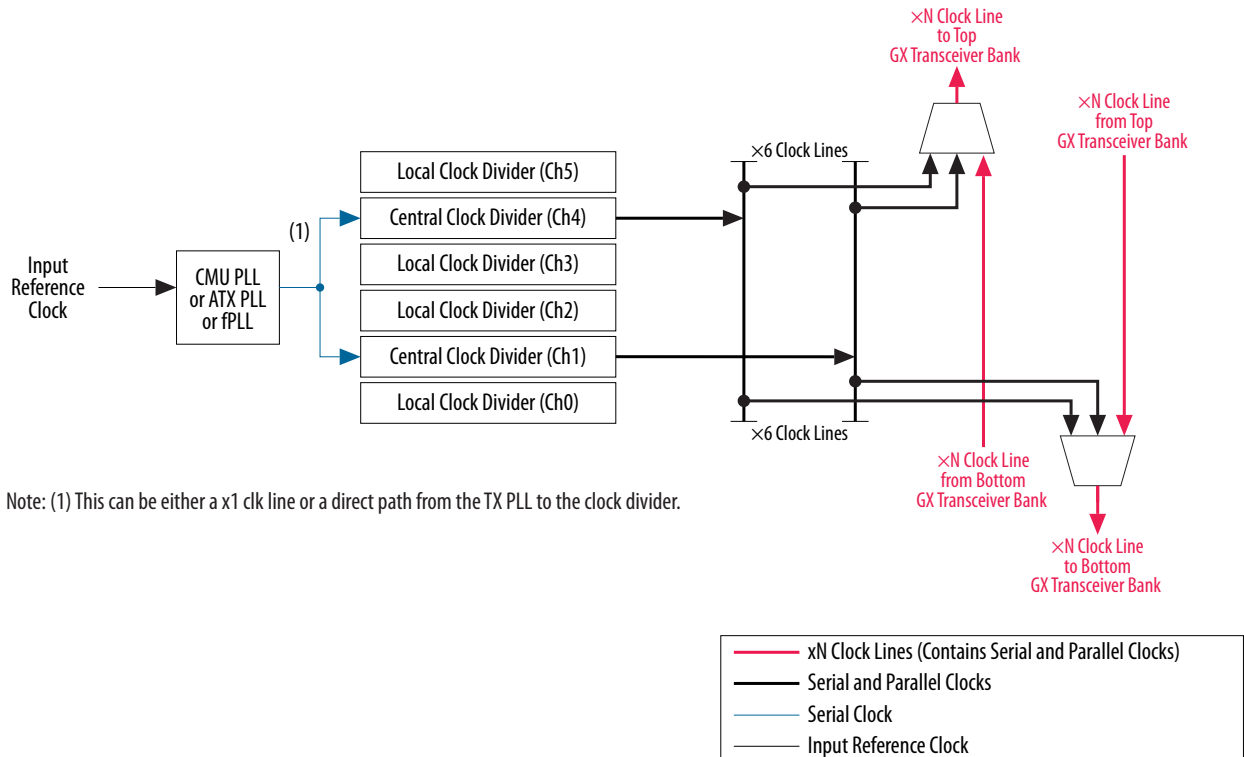 ×N Clock Line
to Top
GX Transceiver Bank
×N Clock Line
from Top
GX Transceiver Bank
×6 Clock Lines
Local Clock Divider (Ch5)
Central Clock Divider (Ch4)
(1)
Local Clock Divider (Ch3)
Input
Reference
Clock
CMU PLL
or ATX PLL
or fPLL
Local Clock Divider (Ch2)
Central Clock Divider (Ch1)
Local Clock Divider (Ch0)
×6 Clock Lines
×N Clock Line
from Bottom
GX Transceiver Bank
Note: (1) This can be either a x1 clk line or a direct path from the TX PLL to the clock divider.
×N Clock Line
to Bottom
GX Transceiver Bank
xN Clock Lines (Contains Serial and Parallel Clocks)
Serial and Parallel Clocks
Serial Clock
Input Reference Clock